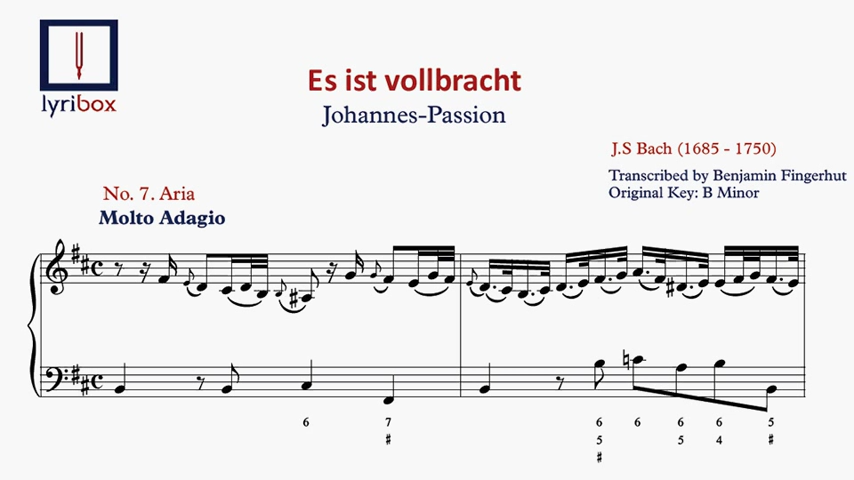 lyribox
Es ist vollbracht
Johannes-Passion
J.S Bach (1685 - 1750)
Transcribed by Benjamin Fingerhut
Original Key: B Minor
No. 7. Aria
Molto Adagio
6 7 6 6 6 6 5
♯ 5 5 4 ♯
♯